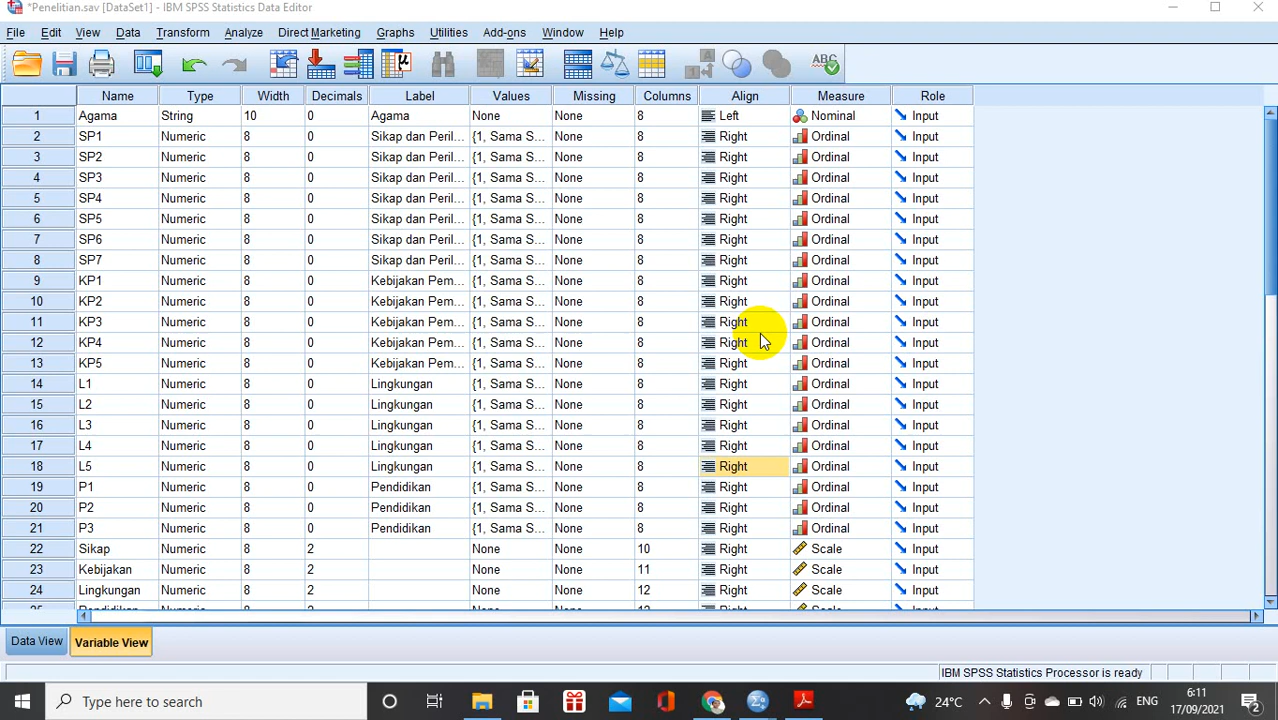 *Penelitian.sav [DataSet1] - IBM SPSS Statistics Data Editor
File Edit View Data Transform Analyze Direct Marketing Graphs Utilities Add-ons Window Help
Name Type Width Decimals Label Values Missing Columns Align Measure Role
1 Agama String 10 0 Agama None None 8 Left Nominal Input
2 SP1 Numeric 8 0 Sikap dan Peril... {1, Sama S... None 8 Right Ordinal Input
3 SP2 Numeric 8 0 Sikap dan Peril... {1, Sama S... None 8 Right Ordinal Input
4 SP3 Numeric 8 0 Sikap dan Peril... {1, Sama S... None 8 Right Ordinal Input
5 SP4 Numeric 8 0 Sikap dan Peril... {1, Sama S... None 8 Right Ordinal Input
6 SP5 Numeric 8 0 Sikap dan Peril... {1, Sama S... None 8 Right Ordinal Input
7 SP6 Numeric 8 0 Sikap dan Peril... {1, Sama S... None 8 Right Ordinal Input
8 SP7 Numeric 8 0 Sikap dan Peril... {1, Sama S... None 8 Right Ordinal Input
9 KP1 Numeric 8 0 Kebijakan Pem... {1, Sama S... None 8 Right Ordinal Input
10 KP2 Numeric 8 0 Kebijakan Pem... {1, Sama S... None 8 Right Ordinal Input
11 KP3 Numeric 8 0 Kebijakan Pem... {1, Sama S... None 8 Right Ordinal Input
12 KP4 Numeric 8 0 Kebijakan Pem... {1, Sama S... None 8 Right Ordinal Input
13 KP5 Numeric 8 0 Kebijakan Pem... {1, Sama S... None 8 Right Ordinal Input
14 L1 Numeric 8 0 Lingkungan {1, Sama S... None 8 Right Ordinal Input
15 L2 Numeric 8 0 Lingkungan {1, Sama S... None 8 Right Ordinal Input
16 L3 Numeric 8 0 Lingkungan {1, Sama S... None 8 Right Ordinal Input
17 L4 Numeric 8 0 Lingkungan {1, Sama S... None 8 Right Ordinal Input
18 L5 Numeric 8 0 Lingkungan {1, Sama S... None 8 Right Ordinal Input
19 P1 Numeric 8 0 Pendidikan {1, Sama S... None 8 Right Ordinal Input
20 P2 Numeric 8 0 Pendidikan {1, Sama S... None 8 Right Ordinal Input
21 P3 Numeric 8 0 Pendidikan {1, Sama S... None 8 Right Ordinal Input
22 Sikap Numeric 8 2 None None 10 Right Scale Input
23 Kebijakan Numeric 8 2 None None 11 Right Scale Input
24 Lingkungan Numeric 8 2 None None 12 Right Scale Input
25 Pendidikan Numeric 8 2 None None Right Scale Input
Data View Variable View
IBM SPSS Statistics Processor is ready
Type here to search 24°C ENG 6:11
17/09/2021 2